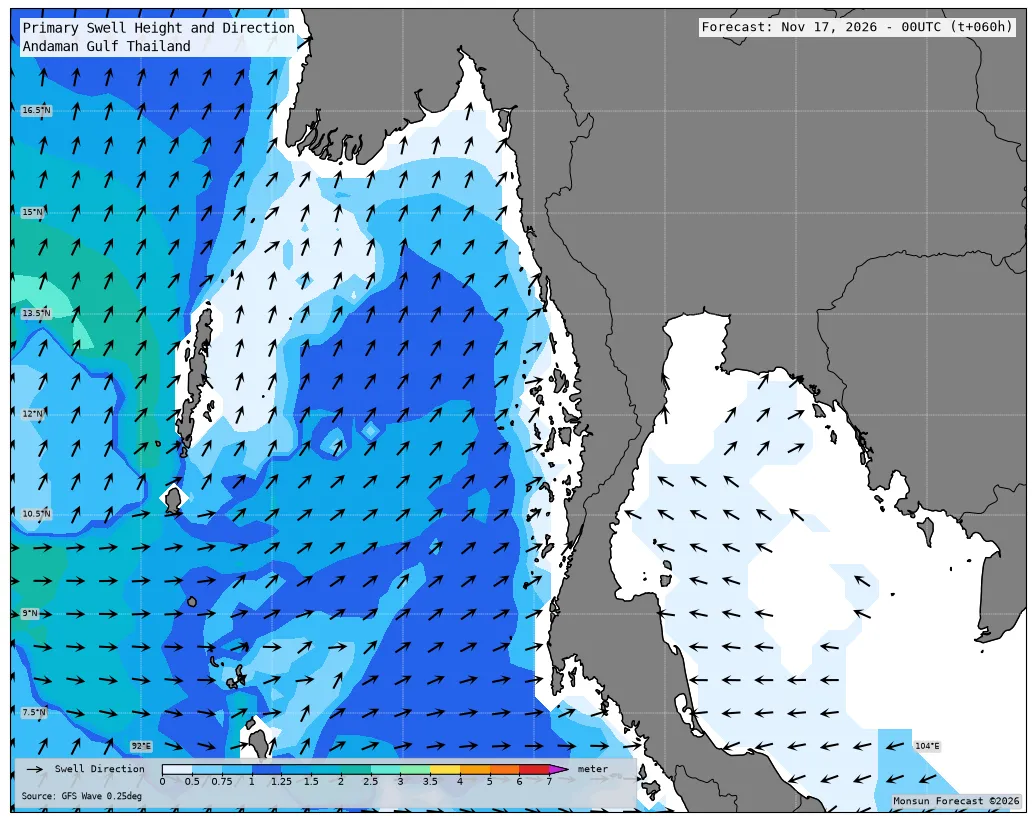 Primary Swell Height and Direction
Andaman Gulf Thailand
Forecast: Nov 17, 2026 - 00UTC (t+060h)
16.5°N
15°N
13.5°N
12°N
10.5°N
9°N
7.5°N
92°E
104°E
Swell Direction
0 0.5 0.75 1 1.25 1.5 2 2.5 3 3.5 4 5 6 7
meter
Source: GFS Wave 0.25deg
Monsun Forecast ©2026